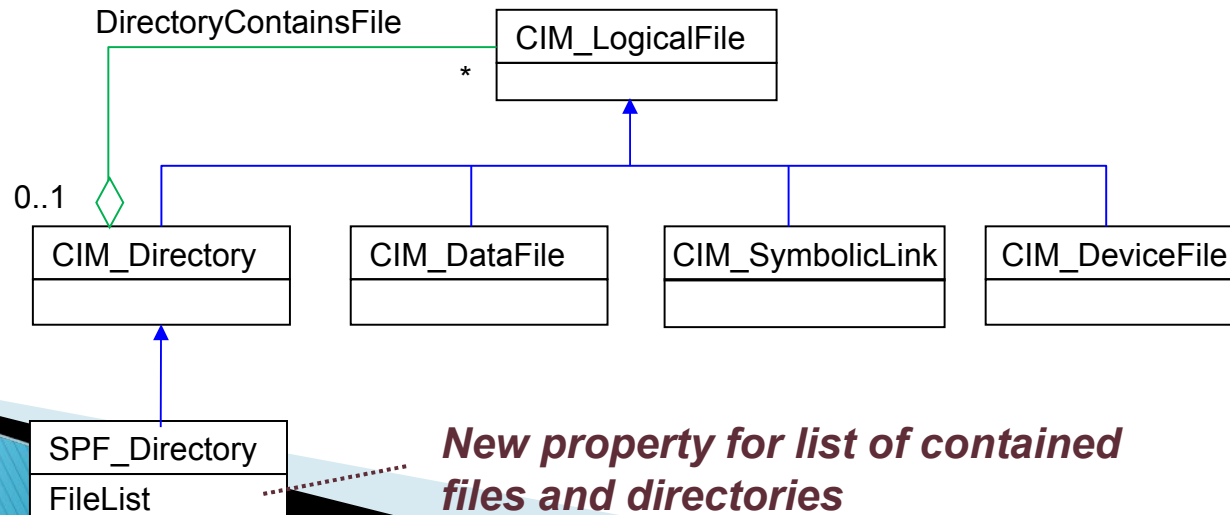 DirectoryContainsFile
CIM_LogicalFile
*
0..1
CIM_Directory
CIM_DataFile
CIM_SymbolicLink
CIM_DeviceFile
SPF_Directory
FileList
New property for list of contained
files and directories